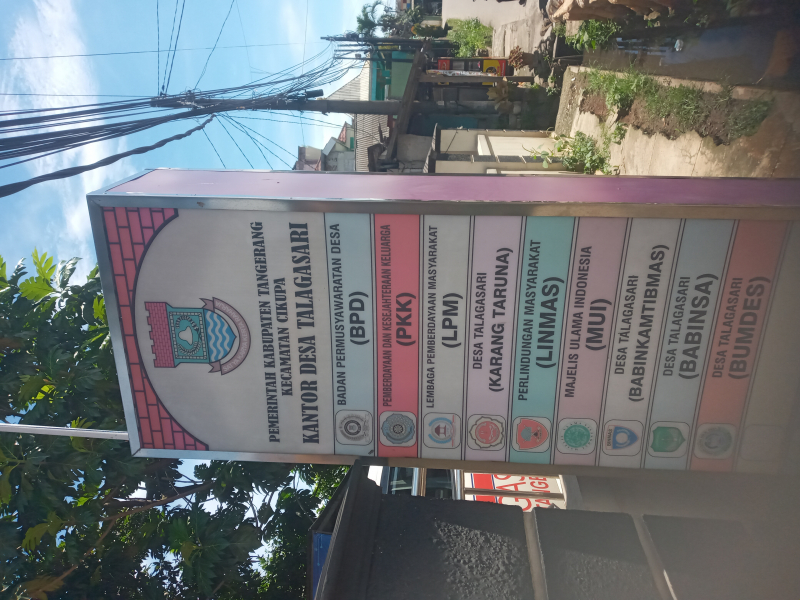 PEMERINTAH KABUPATEN TANGERANG
KECAMATAN CIKUPA
KANTOR DESA TALAGASARI
BADAN PERMUSYAWARATAN DESA
(BPD)
PEMBERDAYAAN DAN KESEJAHTERAAN KELUARGA
(PKK)
LEMBAGA PEMBERDAYAAN MASYARAKAT
(LPM)
DESA TALAGASARI
(KARANG TARUNA)
PERLINDUNGAN MASYARAKAT
(LINMAS)
MAJELIS ULAMA INDONESIA
(MUI)
DESA TALAGASARI
(BABINKAMTIBMAS)
DESA TALAGASARI
(BABINSA)
DESA TALAGASARI
(BUMDES)